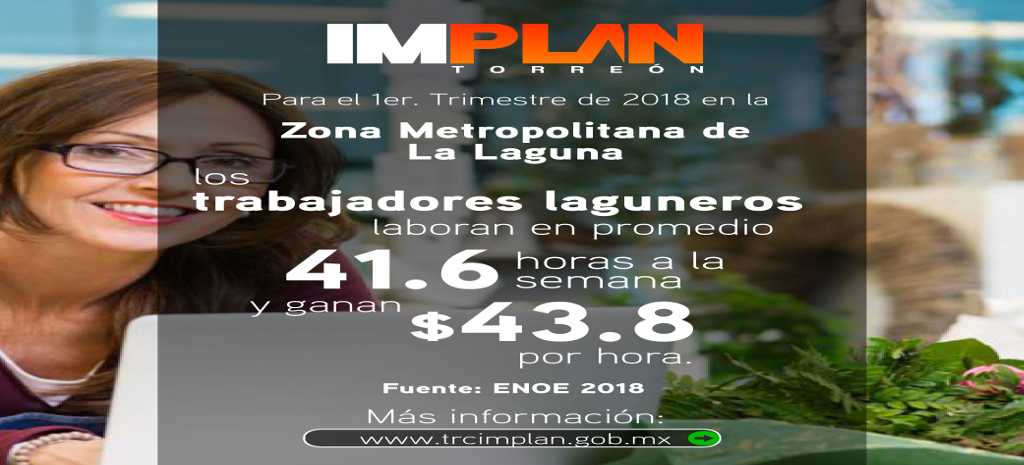 IMPLAN
TORREÓN
Para el 1er. Trimestre de 2018 en la
Zona Metropolitana de
La Laguna
los
trabajadores laguneros
laboran en promedio
41.6 horas a la
semana
y ganan
$43.8
por hora.
Fuente: ENOE 2018
Más información:
www.trcimplan.gob.mx